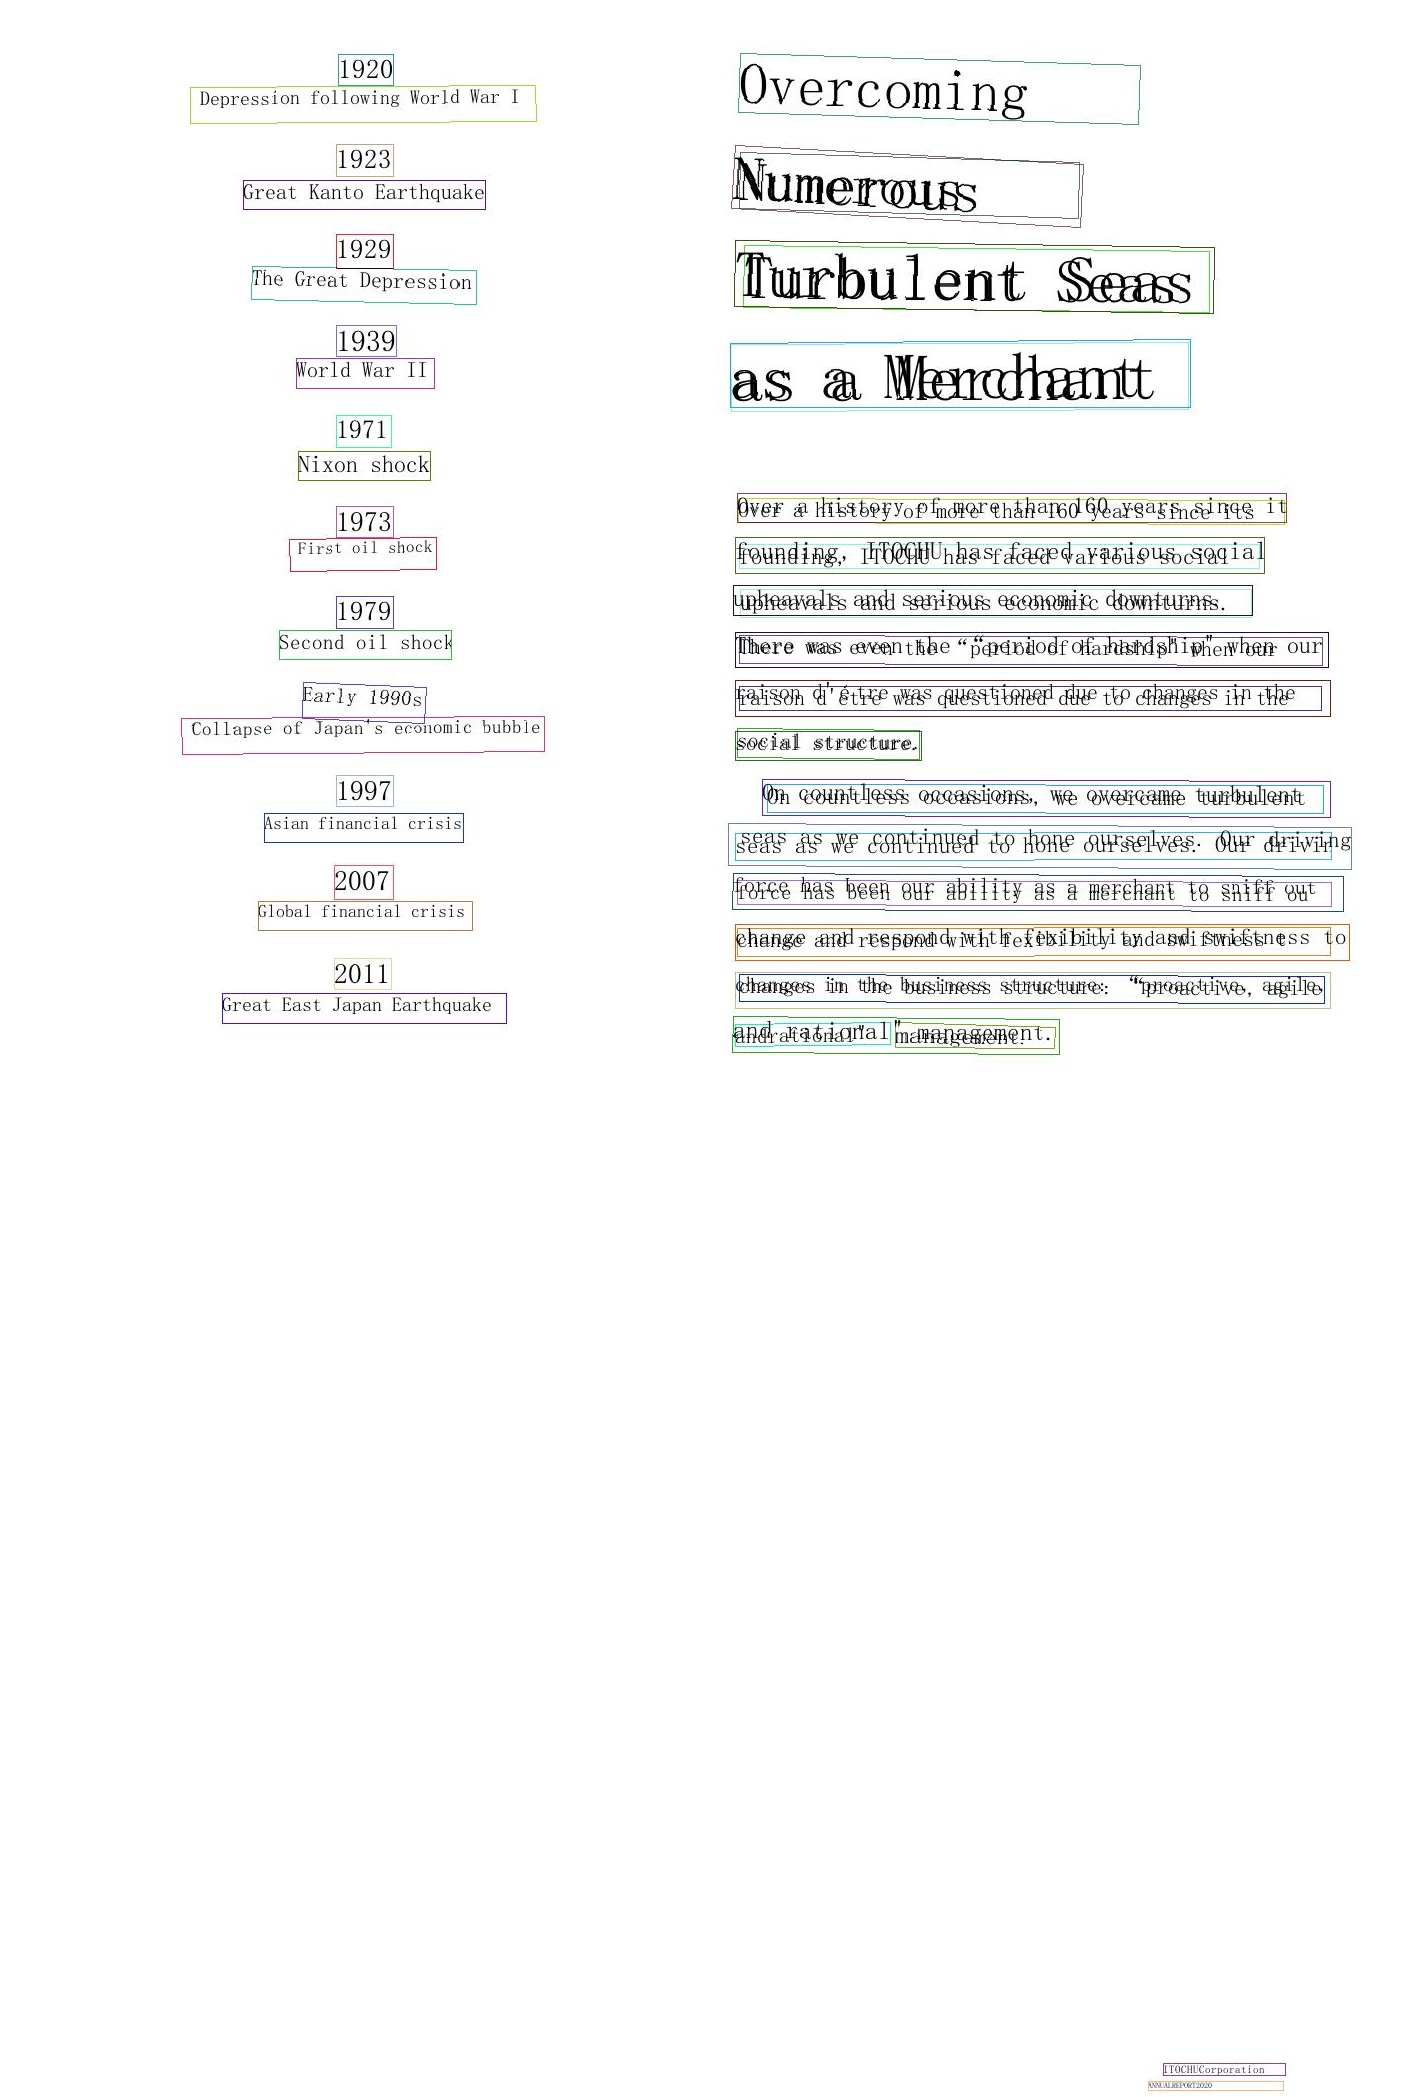 1920
Depression following World War I
1923
Great Kanto Earthquake
1929
The Great Depression
1939
World War II
1971
Nixon shock
1973
First oil shock
1979
Second oil shock
Early 1990s
Collapse of Japan's economic bubble
1997
Asian financial crisis
2007
Global financial crisis
2011
Great East Japan Earthquake
Overcoming
Numerous
Turbulent Seas
as a Merchant
Over a history of more than 160 years since its
founding, ITOCHU has faced various social
upheavals and serious economic downturns.
There was even the “period of hardship" when our
raison d'étre was questioned due to changes in the
social structure.
On countless occasions, we overcame turbulent
seas as we continued to hone ourselves. Our driving
force has been our ability as a merchant to sniff out
change and respond with fexibility and swiftness to
changes in the business structure: “proactive, agile,
and rational" management.
ITOCHUCorporation
ANNUALREPORT2020